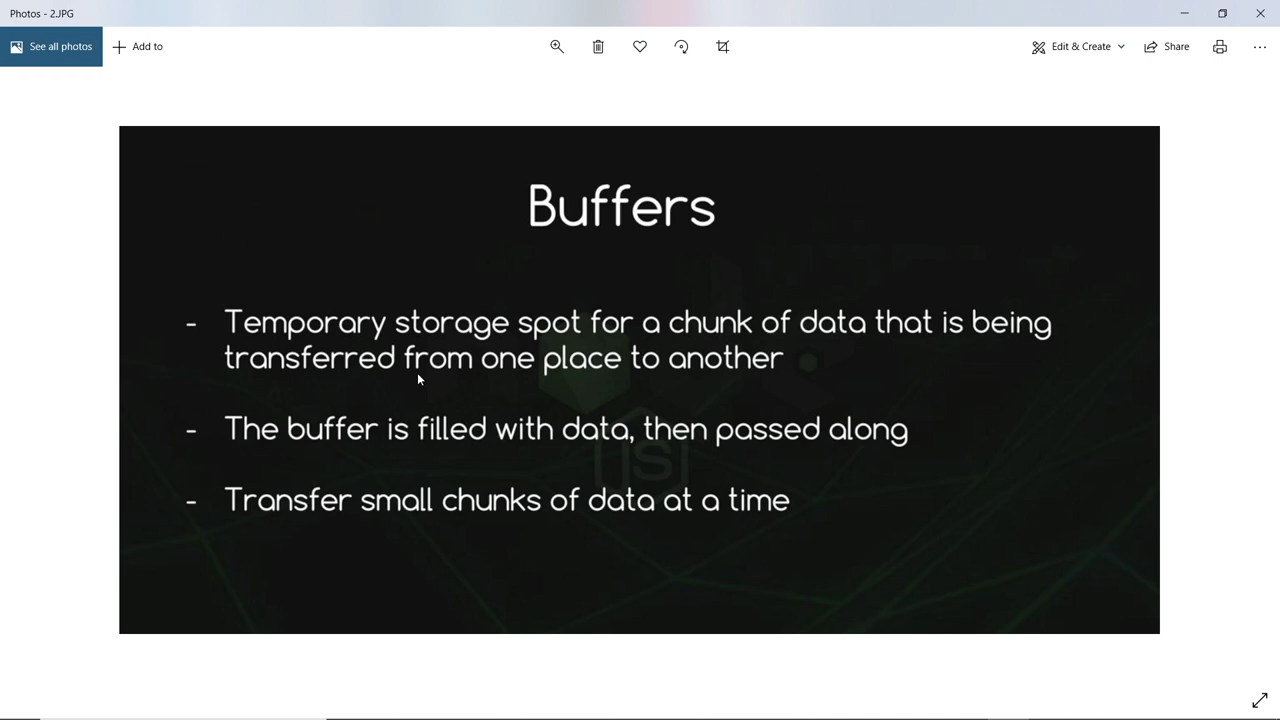 Photos - 2.JPG
See all photos
Add to
Edit & Create
Share
Buffers
- Temporary storage spot for a chunk of data that is being
transferred from one place to another
- The buffer is filled with data, then passed along
- Transfer small chunks of data at a time
JS